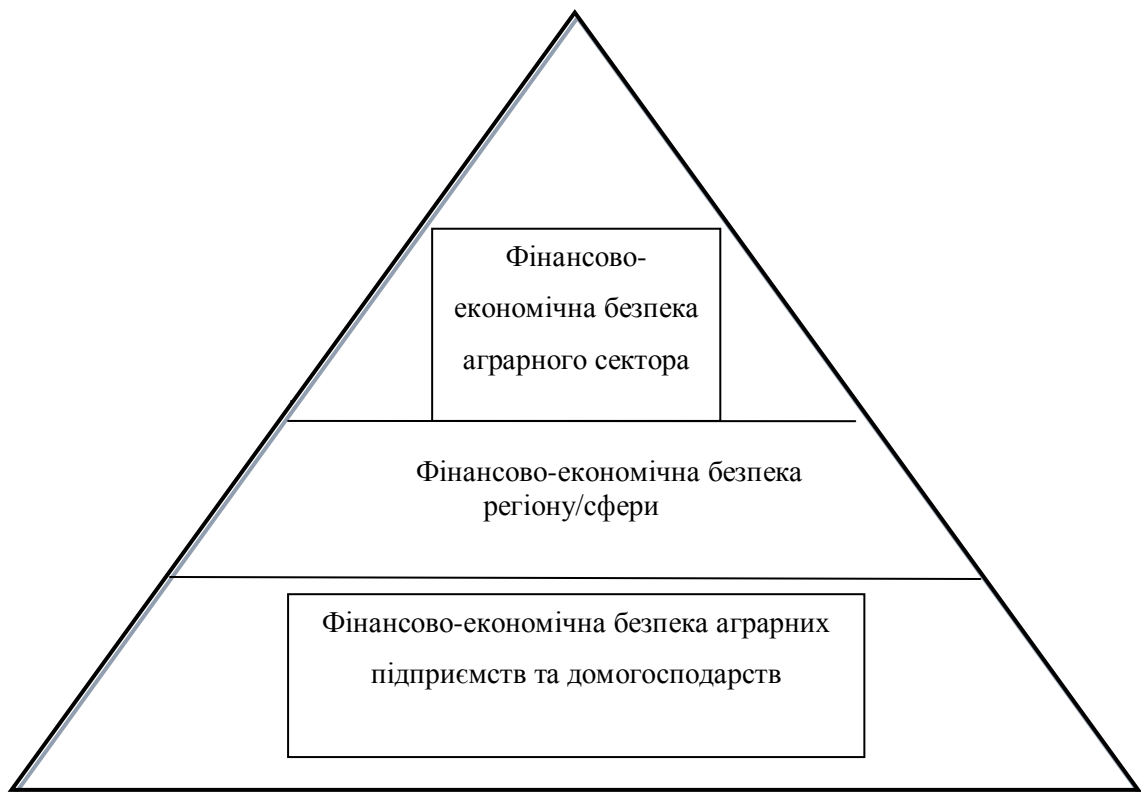 Фінансово-
економічна безпека
аграрного сектора
Фінансово-економічна безпека
регіону/сфери
Фінансово-економічна безпека аграрних
підприємств та домогосподарств